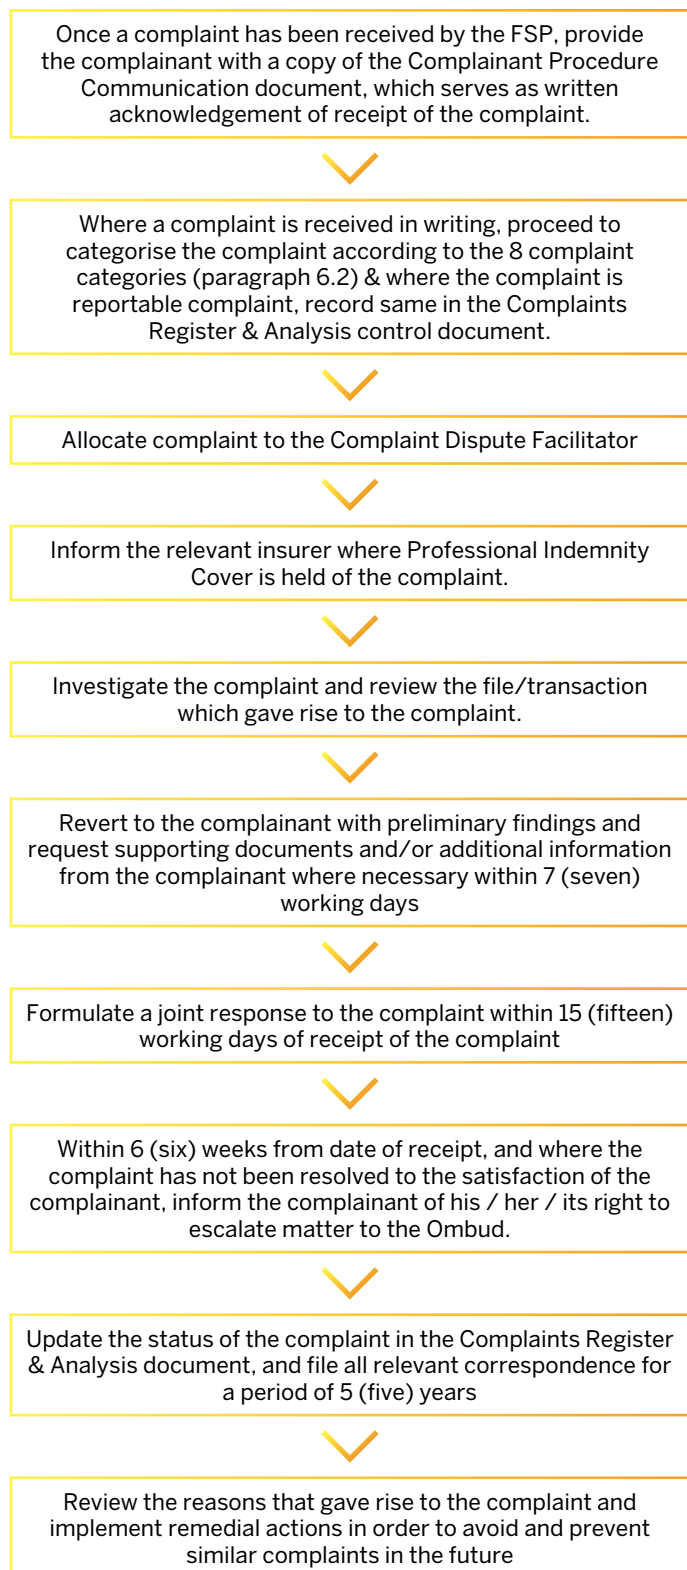 Once a complaint has been received by the FSP, provide
the complainant with a copy of the Complainant Procedure
Communication document, which serves as written
acknowledgement of receipt of the complaint.
Where a complaint is received in writing, proceed to
categorise the complaint according to the 8 complaint
categories (paragraph 6.2) & where the complaint is
reportable complaint, record same in the Complaints
Register & Analysis control document.
Allocate complaint to the Complaint Dispute Facilitator
Inform the relevant insurer where Professional Indemnity
Cover is held of the complaint.
Investigate the complaint and review the file/transaction
which gave rise to the complaint.
Revert to the complainant with preliminary findings and
request supporting documents and/or additional information
from the complainant where necessary within 7 (seven)
working days
Formulate a joint response to the complaint within 15 (fifteen)
working days of receipt of the complaint
Within 6 (six) weeks from date of receipt, and where the
complaint has not been resolved to the satisfaction of the
complainant, inform the complainant of his / her / its right to
escalate matter to the Ombud.
Update the status of the complaint in the Complaints Register
& Analysis document, and file all relevant correspondence for
a period of 5 (five) years
Review the reasons that gave rise to the complaint and
implement remedial actions in order to avoid and prevent
similar complaints in the future